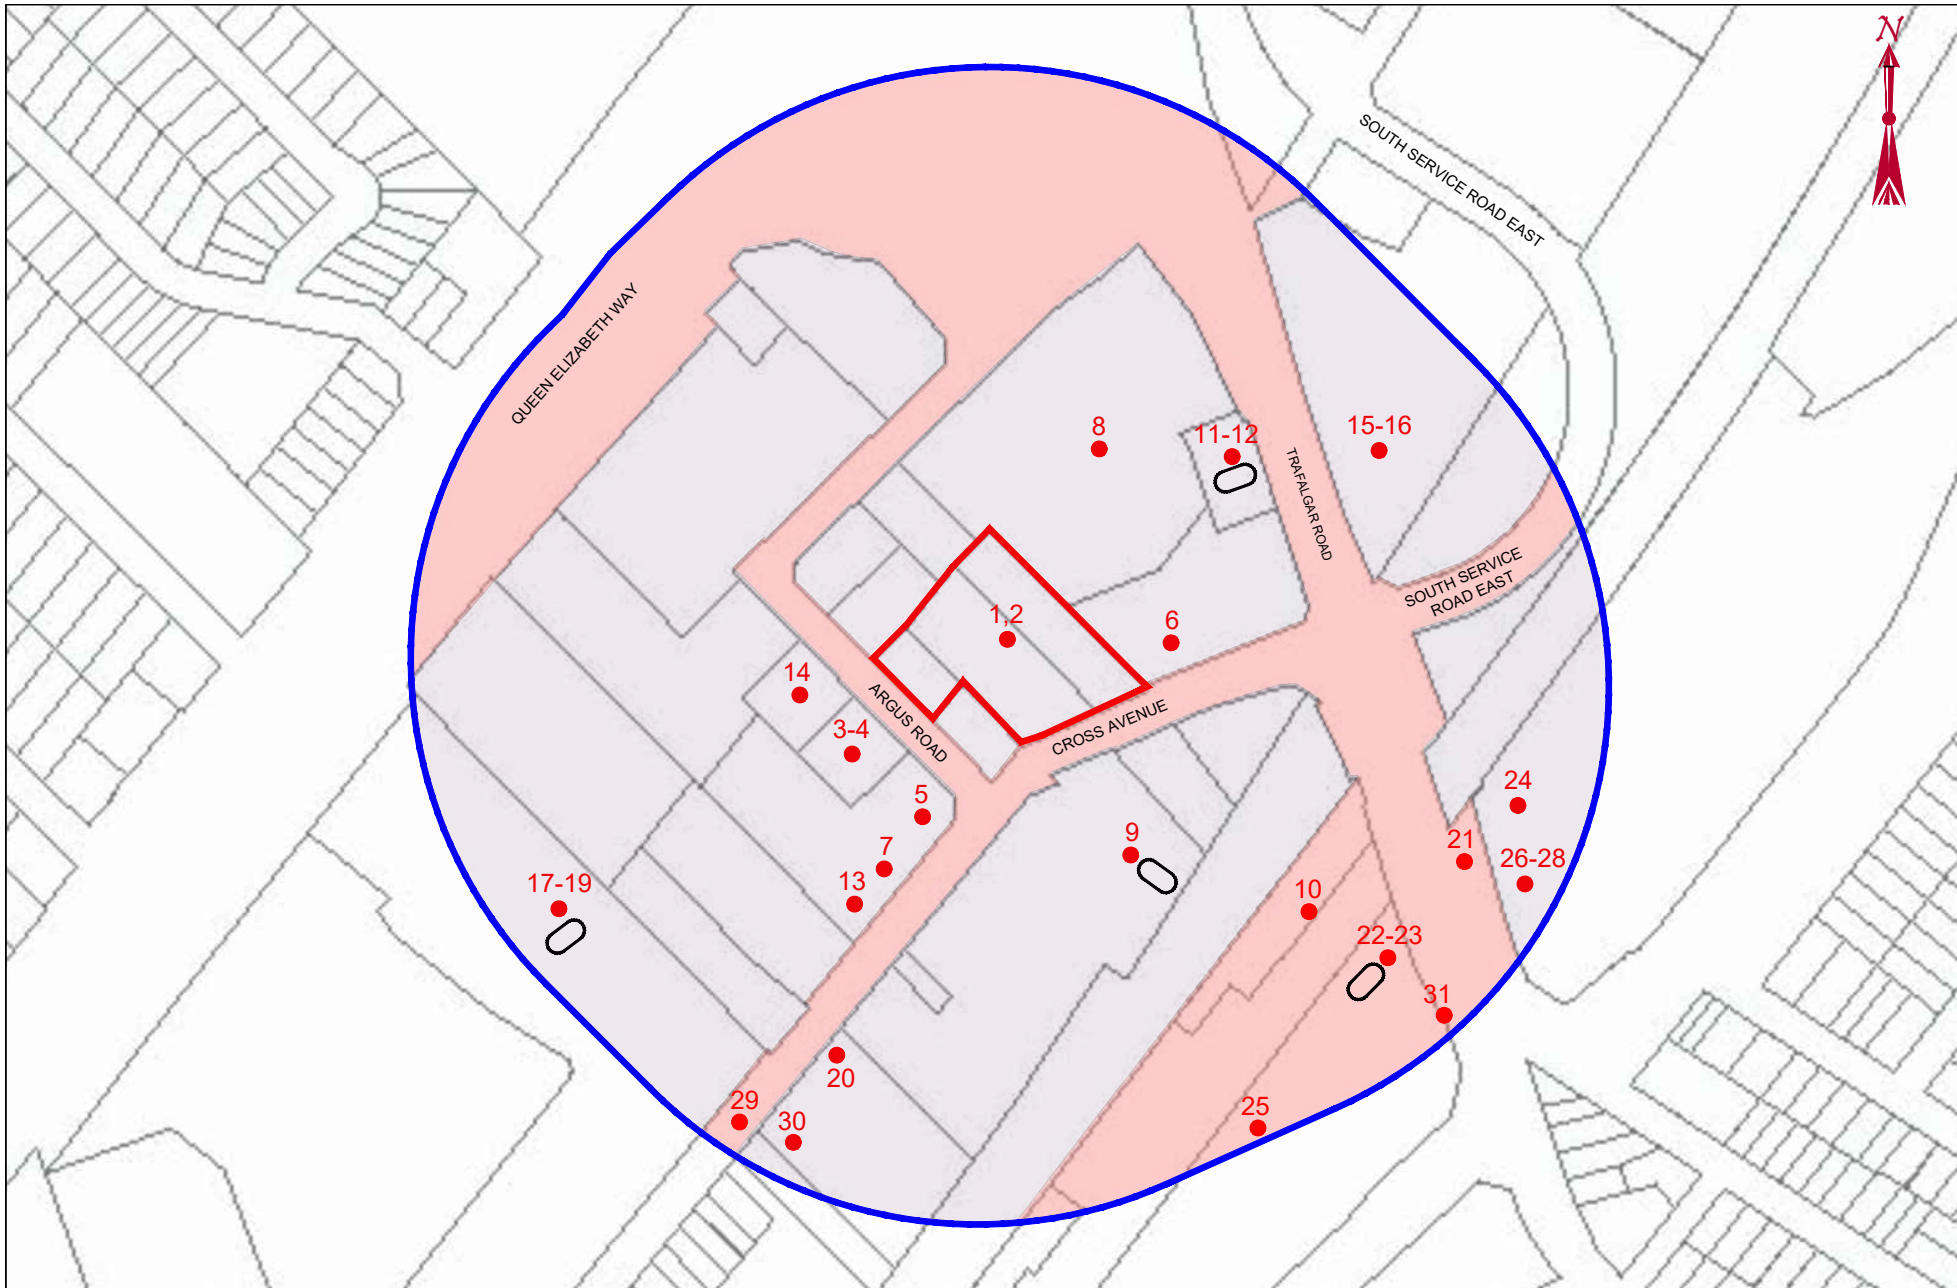 N
SOUTH SERVICE ROAD EAST
QUEEN ELIZABETH WAY
8
11-12
15-16
TRAFALGAR ROAD
SOUTH SERVICE
ROAD EAST
1,2
6
14
ARGUS ROAD
3-4
CROSS AVENUE
5
24
7
9
21
26-28
13
17-19
10
22-23
31
20
29
30
25